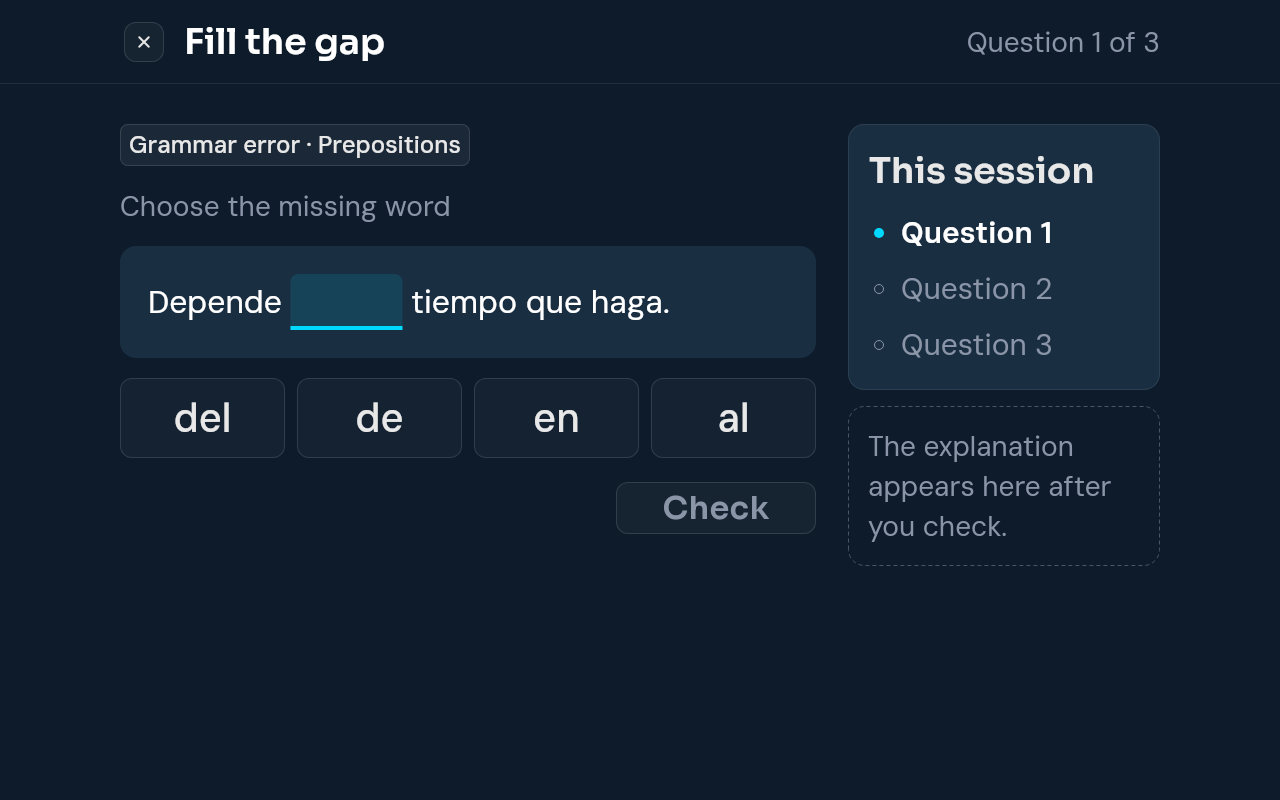 × Fill the gap
Question 1 of 3
Grammar error · Prepositions
Choose the missing word
Depende tiempo que haga.
del
de
en
al
Check
This session
Question 1
Question 2
Question 3
The explanation
appears here after
you check.